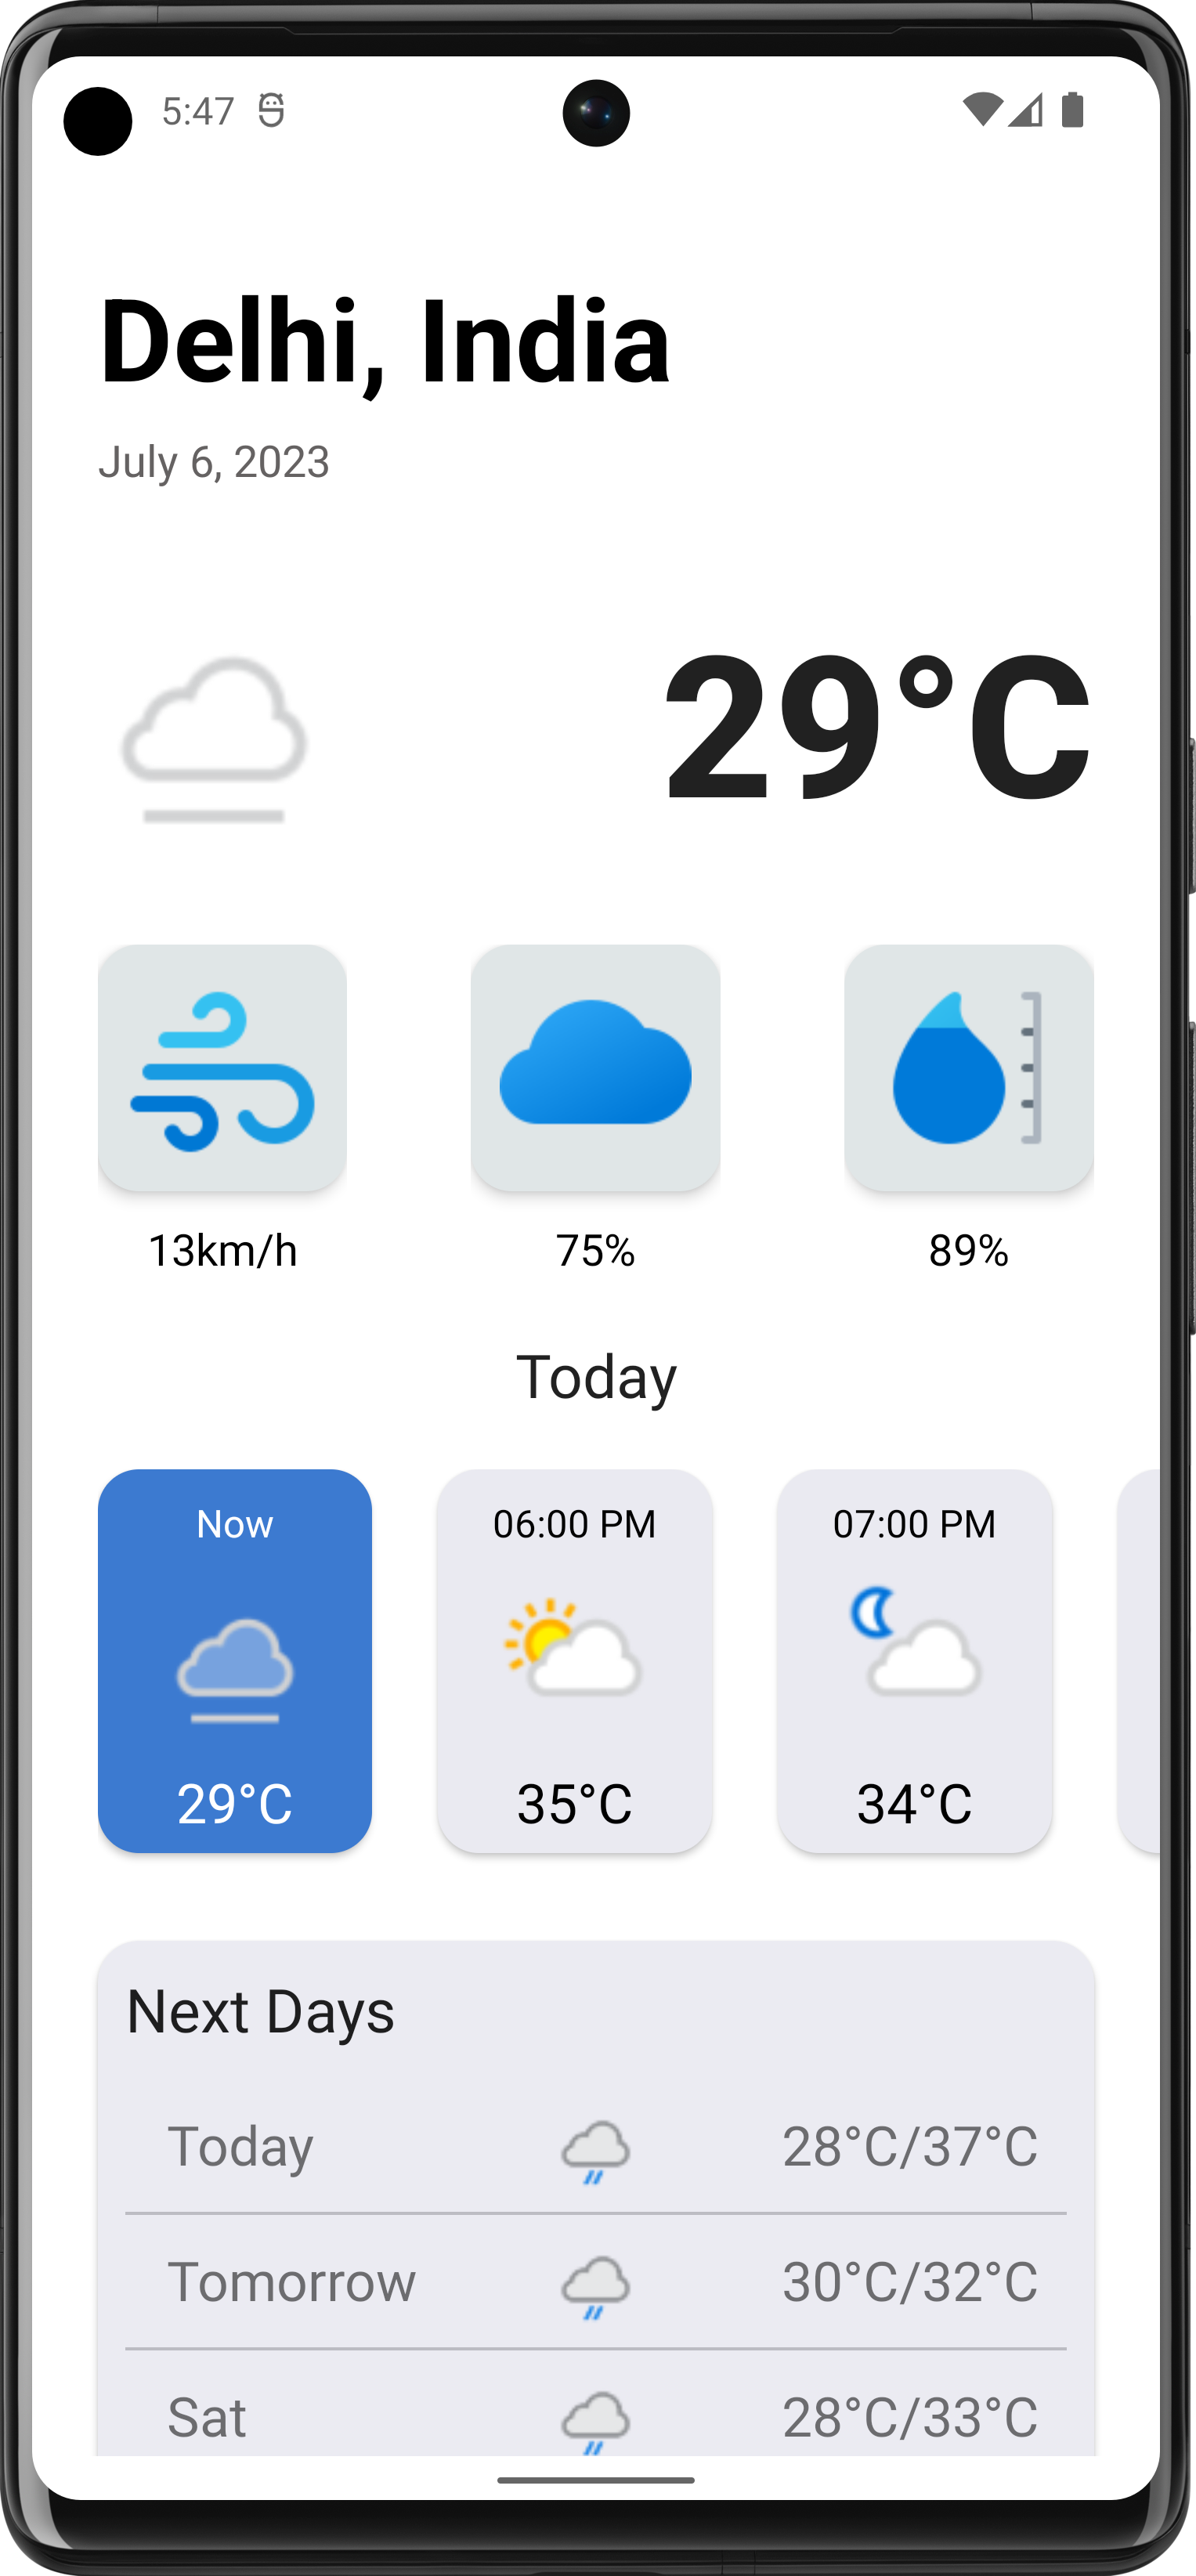 5:47
Delhi, India
July 6, 2023
29°C
13km/h 75% 89%
Today
Now 06:00 PM 07:00 PM
29°C 35°C 34°C
Next Days
Today 28°C/37°C
Tomorrow 30°C/32°C
Sat 28°C/33°C